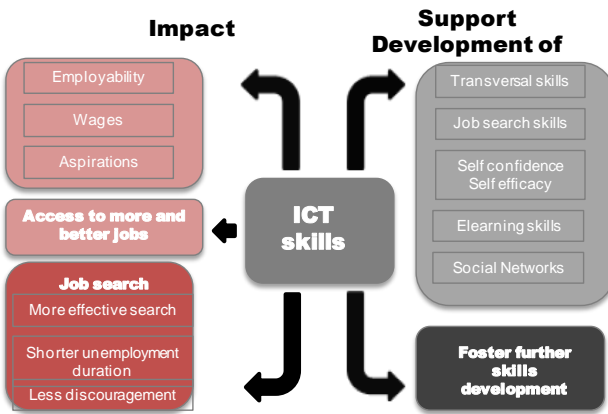 Impact
Employability
Wages
Aspirations
Access to more and
better jobs
Job search
More effective search
Shorter unemployment
duration
Less discouragement
ICT
skills
Support
Development of
Transversal skills
Job search skills
Self confidence
Self efficacy
Elearning skills
Social Networks
Foster further
skills
development